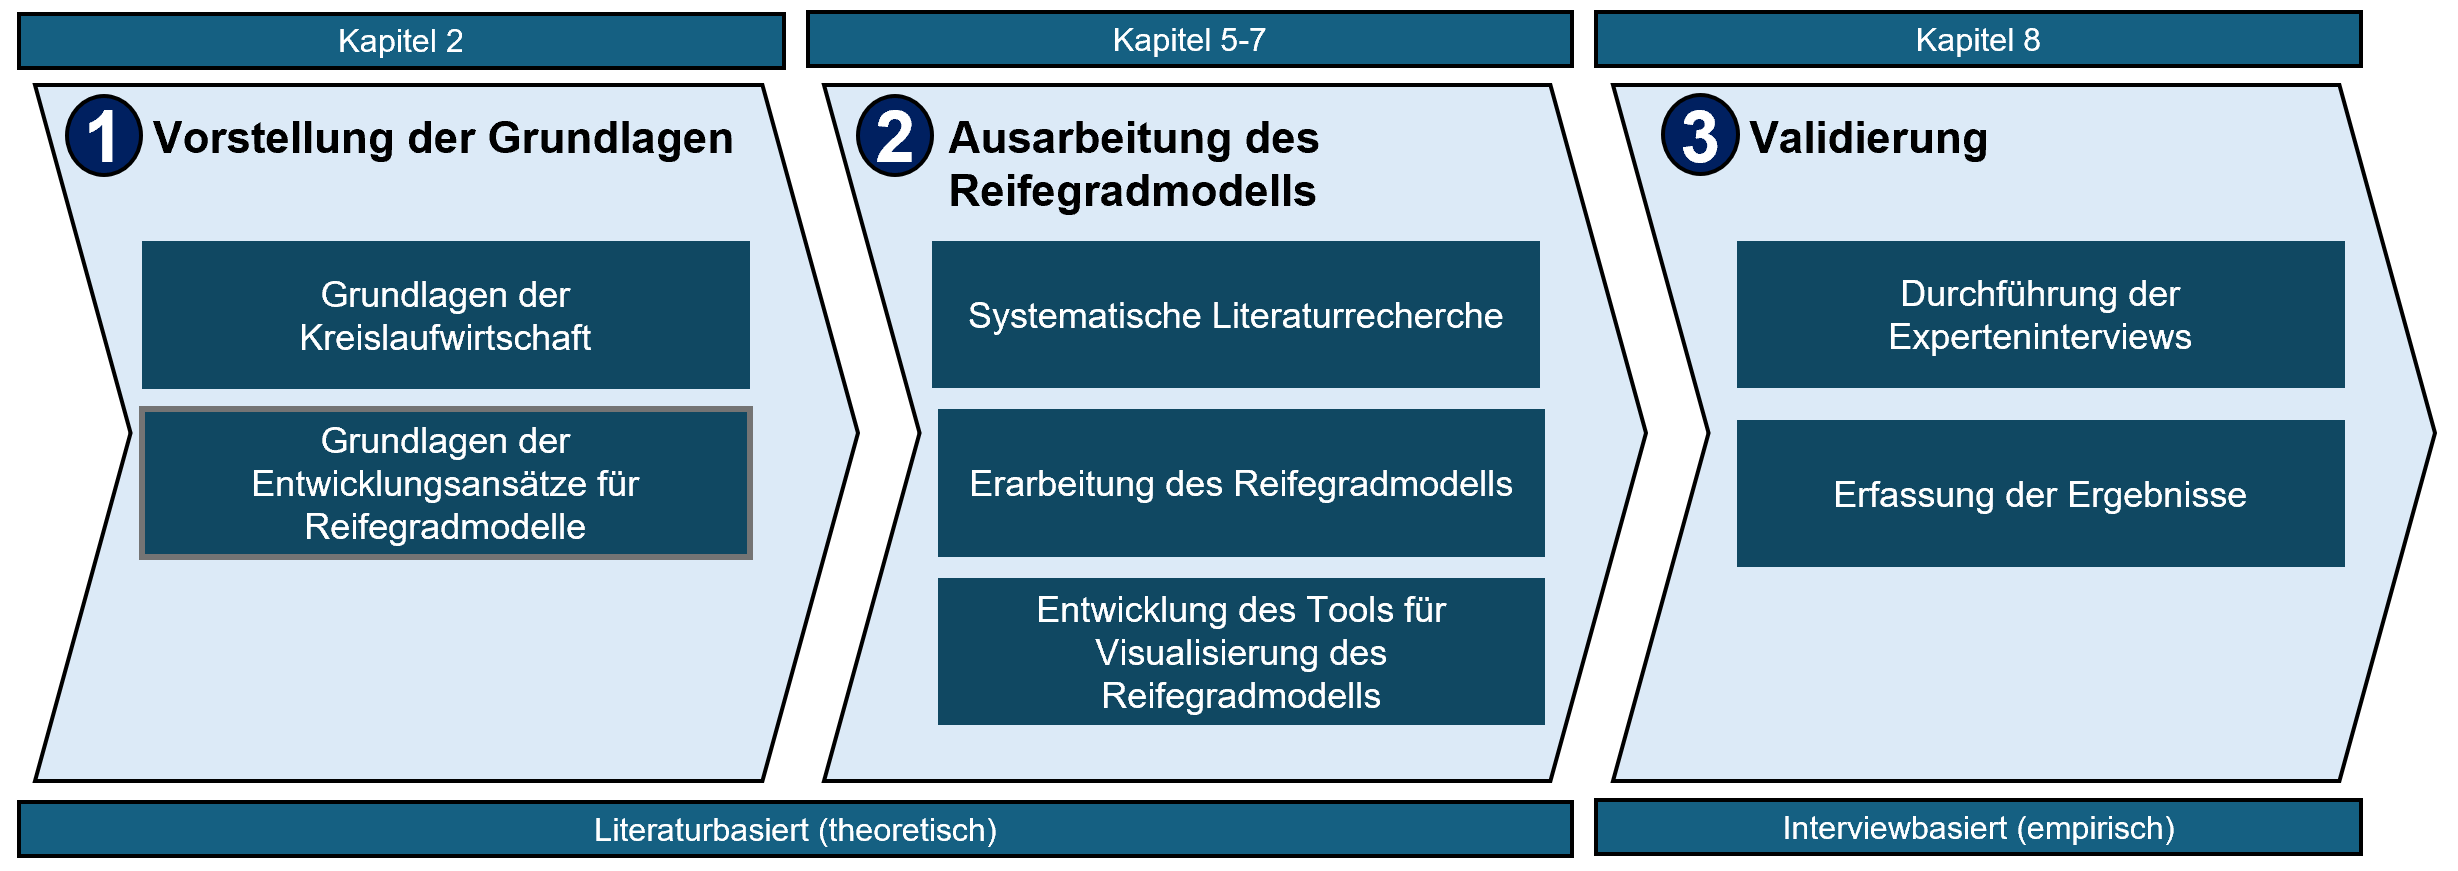 Kapitel 2
Kapitel 5-7
Kapitel 8
1 Vorstellung der Grundlagen
Grundlagen der
Kreislaufwirtschaft
Grundlagen der
Entwicklungsansätze für
Reifegradmodelle
2 Ausarbeitung des
Reifegradmodells
Systematische Literaturrecherche
Erarbeitung des Reifegradmodells
Entwicklung des Tools für
Visualisierung des
Reifegradmodells
3 Validierung
Durchführung der
Experteninterviews
Erfassung der Ergebnisse
Literaturbasiert (theoretisch)
Interviewbasiert (empirisch)